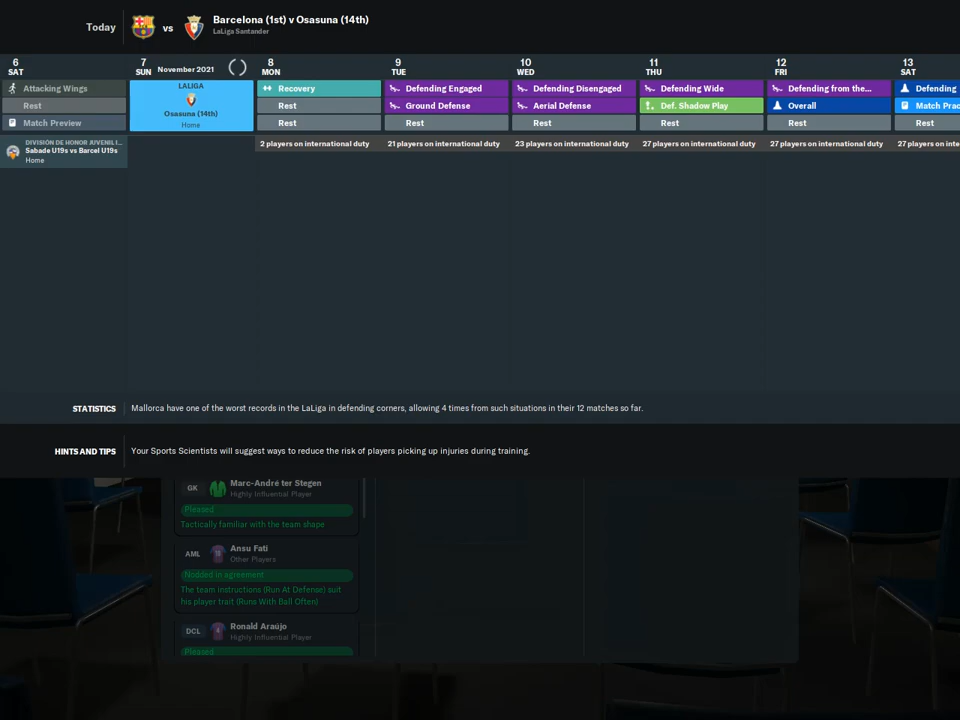 Today
vs
Barcelona (1st) v Osasuna (14th)
LaLiga Santander
6
SAT
7
SUN
November 2021
8
MON
9
TUE
10
WED
11
THU
12
FRI
13
SAT
Attacking Wings
Rest
Match Preview
LALIGA
Osasuna (14th)
Home
Recovery
Rest
Rest
Defending Engaged
Ground Defense
Rest
Defending Disengaged
Aerial Defense
Rest
Defending Wide
Def. Shadow Play
Rest
Defending from the...
Overall
Rest
Defending
Match Prac
Rest
DIVISIÓN DE HONOR JUVENIL I...
Sabade U19s vs Barcel U19s
Home
2 players on international duty
21 players on international duty
23 players on international duty
27 players on international duty
27 players on international duty
27 players on inte
STATISTICS
Mallorca have one of the worst records in the LaLiga in defending corners, allowing 4 times from such situations in their 12 matches so far.
HINTS AND TIPS
Your Sports Scientists will suggest ways to reduce the risk of players picking up injuries during training.
GK
Marc-André ter Stegen
Highly Influential Player
Pleased
Tactically familiar with the team shape
AML
Ansu Fati
Other Players
Nodded in agreement
The team instructions (Run At Defense) suit
his player trait (Runs With Ball Often)
DCL
4
Ronald Araújo
Highly Influential Player
Pleased